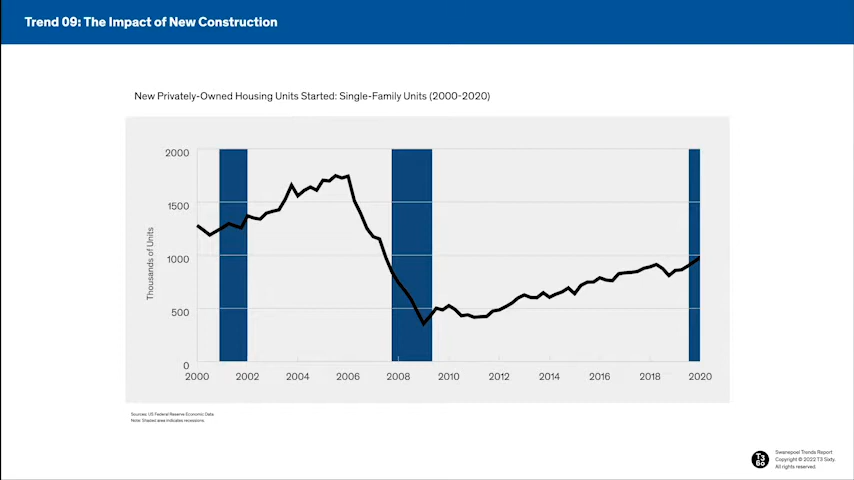 Trend 09: The Impact of New Construction
New Privately-Owned Housing Units Started: Single-Family Units (2000-2020)
Thousands of Units
2000
1500
1000
500
0
2000 2002 2004 2006 2008 2010 2012 2014 2016 2018 2020
Sources: US Federal Reserve Economic Data.
Note: Shaded area indicates recessions.
T3
60
Swanepoel Trends Report
Copyright © 2022 T3 Sixty.
All rights reserved.